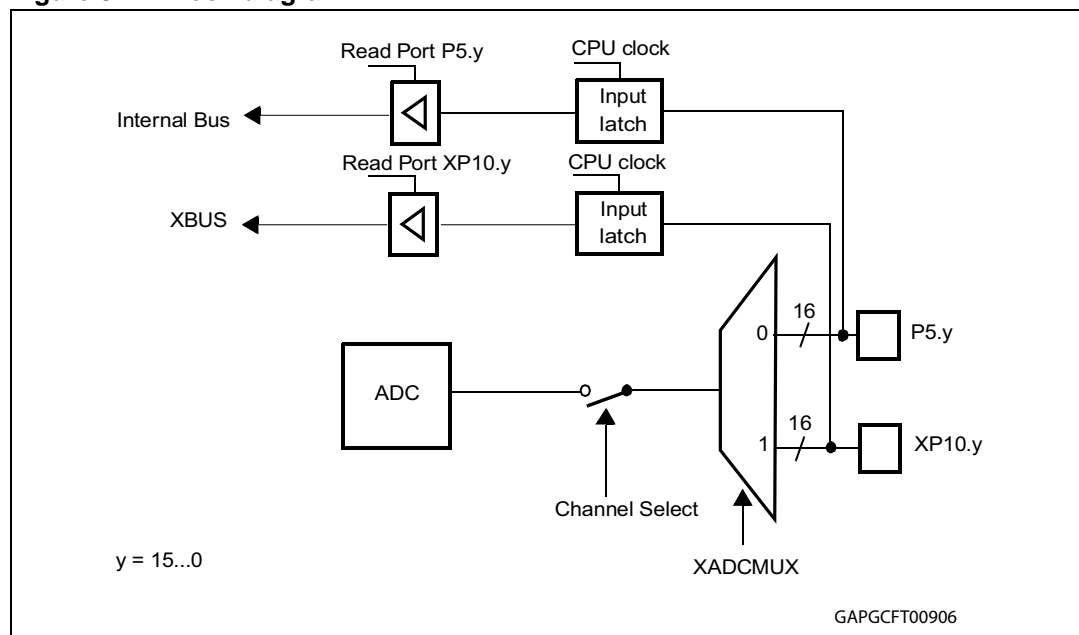 Read Port P5.y
CPU clock
Input
latch
Internal Bus
Read Port XP10.y
CPU clock
Input
latch
XBUS
16
0
P5.y
ADC
16
1
XP10.y
Channel Select
XADCMUX
y = 15...0
GAPGCFT00906